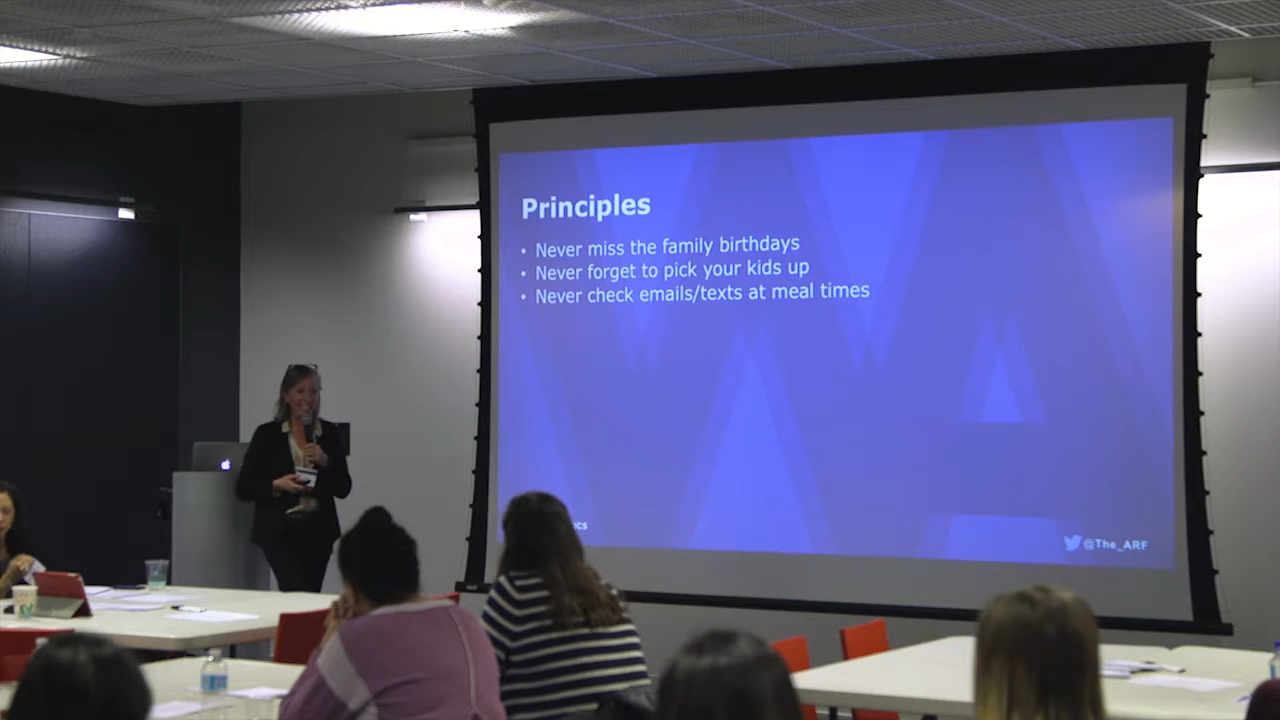 Principles
• Never miss the family birthdays
• Never forget to pick your kids up
• Never check emails/texts at meal times
@The_ARF